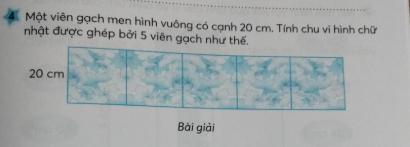 4 Một viên gạch men hình vuông có cạnh 20 cm. Tính chu vi hình chữ
nhật được ghép bởi 5 viên gạch như thế.
20 cm
Bài giải